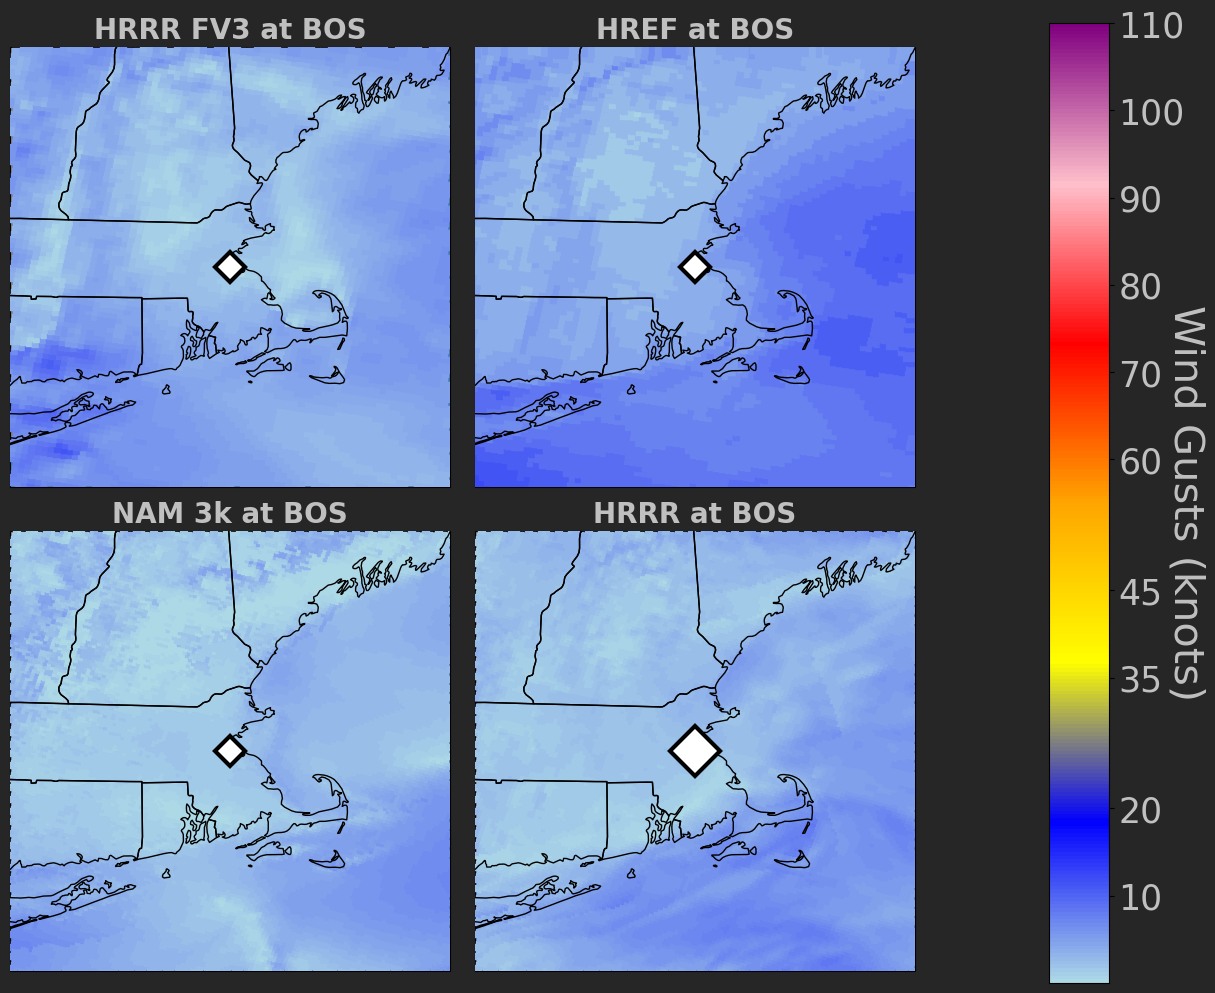 HRRR FV3 at BOS
HREF at BOS
NAM 3k at BOS
HRRR at BOS
110
100
90
80
70
60
45
35
20
10
Wind Gusts (knots)